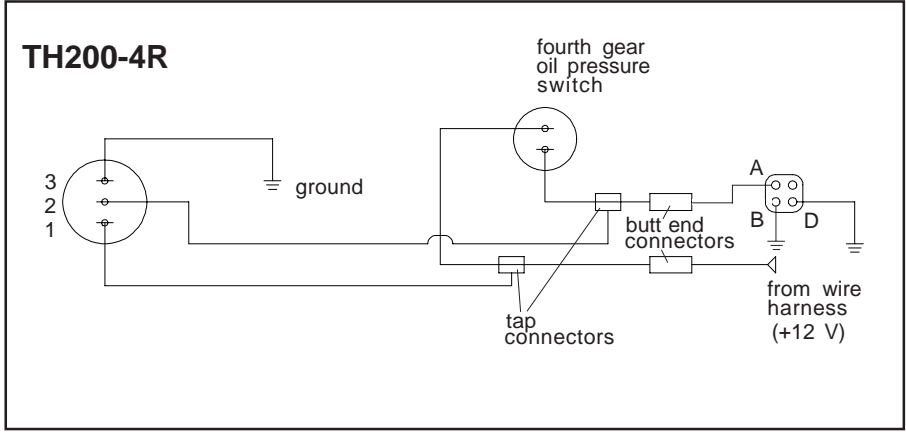 TH200-4R
fourth gear
oil pressure
switch
3
2
1
ground
A
B
D
butt end
connectors
tap
connectors
from wire
harness
(+12 V)